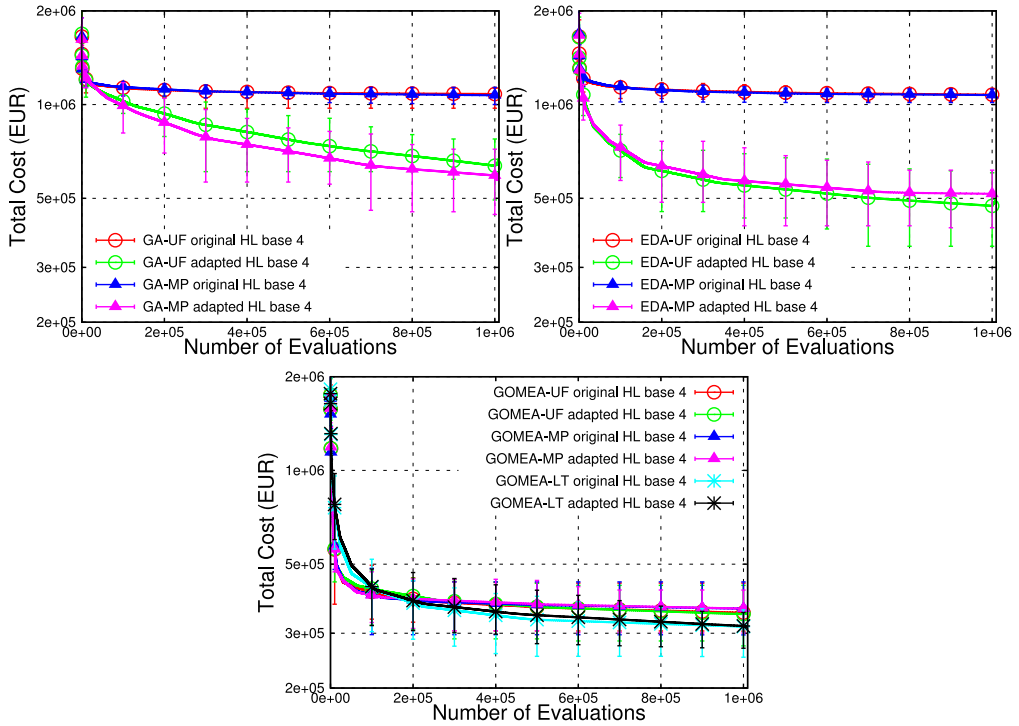 2e+06
1e+06
5e+05
3e+05
2e+05
Total Cost (EUR)
GA-UF original HL base 4
GA-UF adapted HL base 4
GA-MP original HL base 4
GA-MP adapted HL base 4
0e+00 2e+05 4e+05 6e+05 8e+05 1e+06
Number of Evaluations
2e+06
1e+06
5e+05
3e+05
2e+05
Total Cost (EUR)
EDA-UF original HL base 4
EDA-UF adapted HL base 4
EDA-MP original HL base 4
EDA-MP adapted HL base 4
0e+00 2e+05 4e+05 6e+05 8e+05 1e+06
Number of Evaluations
2e+06
1e+06
5e+05
3e+05
2e+05
Total Cost (EUR)
GOMEA-UF original HL base 4
GOMEA-UF adapted HL base 4
GOMEA-MP original HL base 4
GOMEA-MP adapted HL base 4
GOMEA-LT original HL base 4
GOMEA-LT adapted HL base 4
0e+00 2e+05 4e+05 6e+05 8e+05 1e+06
Number of Evaluations